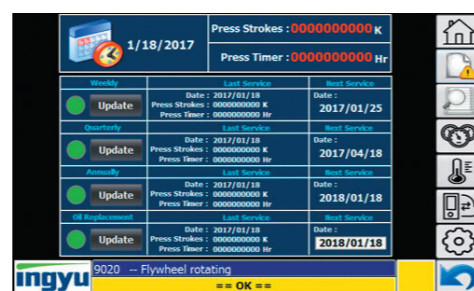 1/18/2017
Press Strokes : 0000000000 K
Press Timer : 0000000000 Hr
Weekly Last Service Next Service
Update
Date : 2017/01/18
Press Strokes : 0000000000 K
Press Timer : 0000000000 Hr
Date :
2017/01/25
Quarterly Last Service Next Service
Update
Date : 2017/01/18
Press Strokes : 0000000000 K
Press Timer : 0000000000 Hr
Date :
2017/04/18
Annually Last Service Next Service
Update
Date : 2017/01/18
Press Strokes : 0000000000 K
Press Timer : 0000000000 Hr
Date :
2018/01/18
Oil Replacement Last Service Next Service
Update
Date : 2017/01/18
Press Strokes : 0000000000 K
Press Timer : 0000000000 Hr
Date :
2018/01/18
ingyu
9020 -- Flywheel rotating
== OK ==